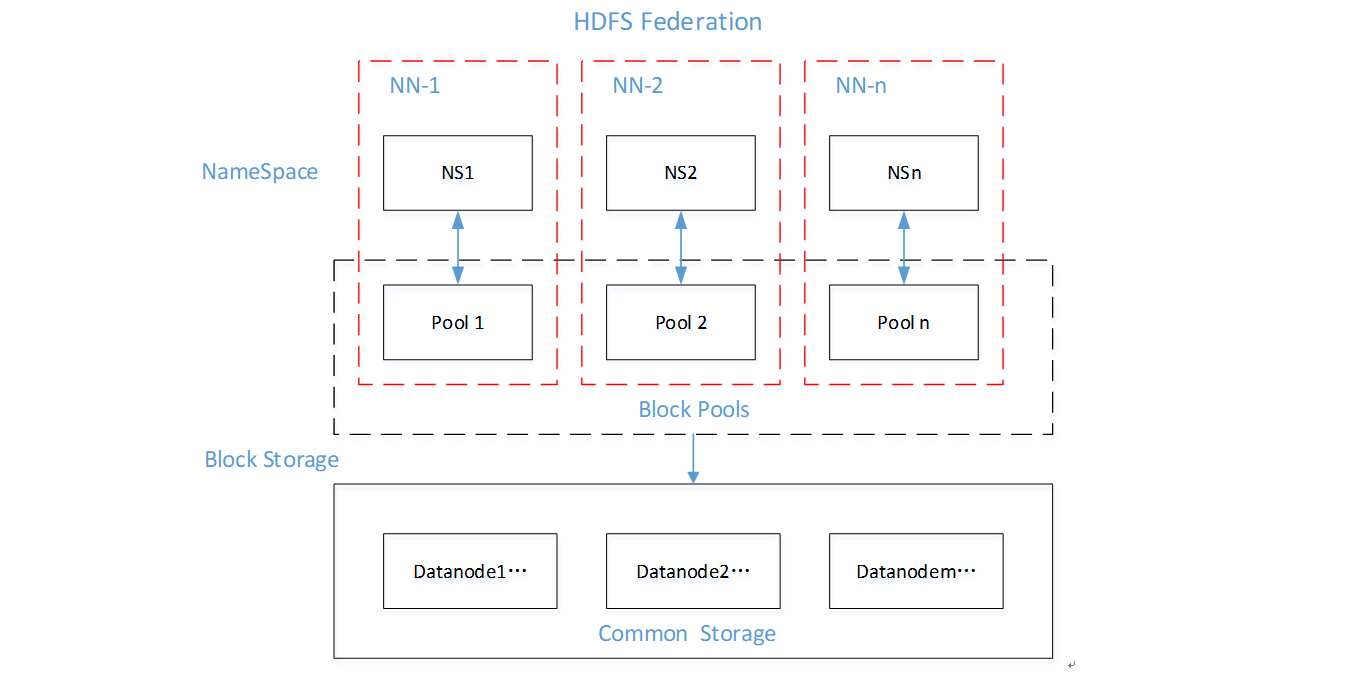 HDFS Federation
NN-1
NN-2
NN-n
NameSpace
NS1
NS2
NSn
Pool 1
Pool 2
Pool n
Block Pools
Block Storage
Datanode1···
Datanode2···
Datanodem···
Common Storage